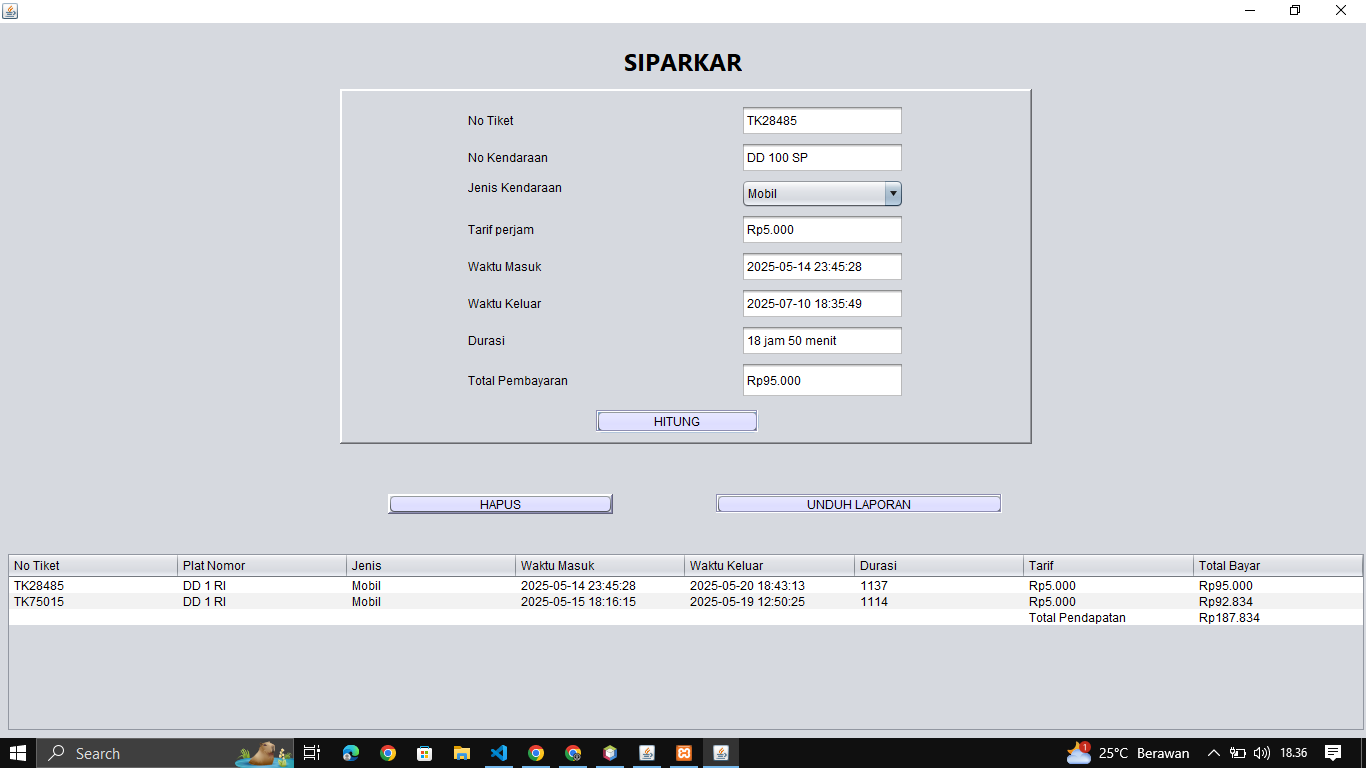 SIPARKAR
No Tiket TK28485
No Kendaraan DD 100 SP
Jenis Kendaraan Mobil
Tarif perjam Rp5.000
Waktu Masuk 2025-05-14 23:45:28
Waktu Keluar 2025-07-10 18:35:49
Durasi 18 jam 50 menit
Total Pembayaran Rp95.000
HITUNG
HAPUS UNDUH LAPORAN
No Tiket Plat Nomor Jenis Waktu Masuk Waktu Keluar Durasi Tarif Total Bayar
TK28485 DD 1 RI Mobil 2025-05-14 23:45:28 2025-05-20 18:43:13 1137 Rp5.000 Rp95.000
TK75015 DD 1 RI Mobil 2025-05-15 18:16:15 2025-05-19 12:50:25 1114 Rp5.000 Rp92.834
Total Pendapatan Rp187.834
Search 1 25°C Berawan 18.36